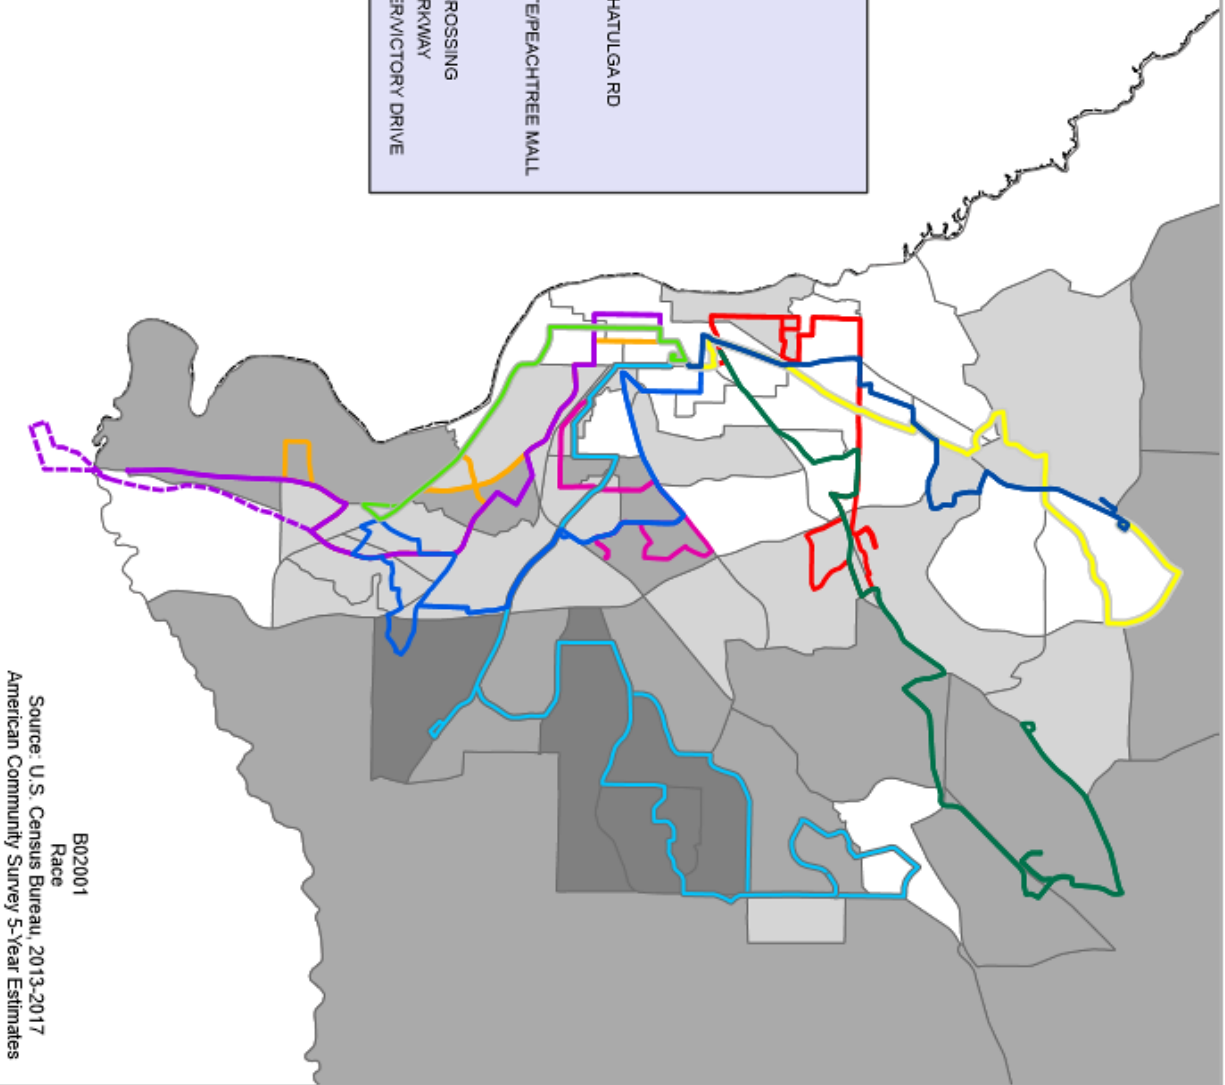 HATULGA RD
TE/PEACHTREE MALL
ROSSING
RKWAY
ER/VICTORY DRIVE
B02001
Race
Source: U.S. Census Bureau, 2013-2017
American Community Survey 5-Year Estimates